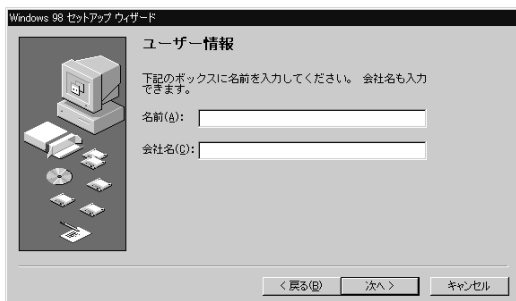 Windows 98 セットアップ ウィザード
ユーザー情報
下記のボックスに名前を入力してください。 会社名も入力
できます。
名前(A):
会社名(C):
< 戻る(B)
次へ >
キャンセル